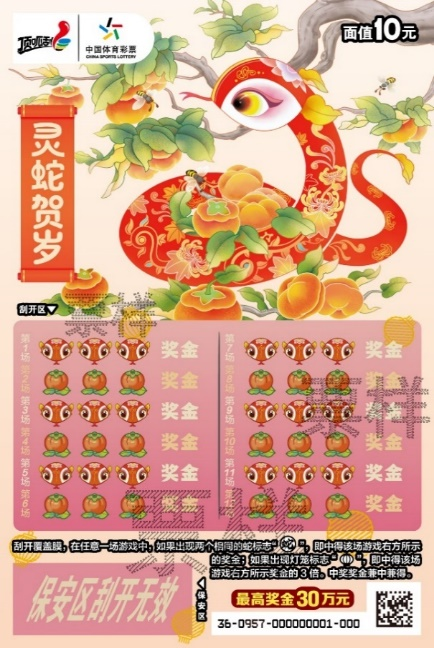 顶呱刮
中国体育彩票
CHINA SPORTS LOTTERY
面值10元
灵蛇贺岁
刮开区
票样
第1场 奖金
第2场 奖金
第3场 奖金
第4场 奖金
第5场 奖金
第6场 奖金
第7场 奖金
第8场 奖金
第9场 奖金
第10场 奖金
第11场 奖金
奖金
票样
票样
刮开覆盖膜，在任意一场游戏中，如果出现两个相同的蛇标志“ ”，即中得该场游戏右方所示
的奖金；如果出现灯笼标志“ ”，即中得该场
游戏右方所示奖金的3倍。中奖奖金兼中兼得。
保安区刮开无效
保安区
最高奖金30万元
36-0957-000000001-000